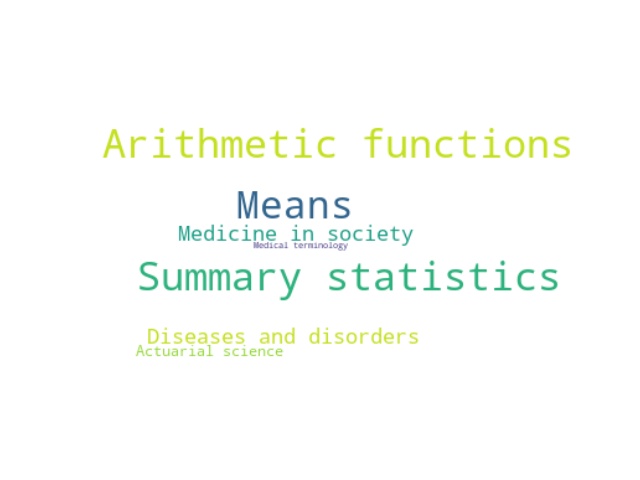 Arithmetic functions
Means
Medicine in society
Medical terminology
Summary statistics
Diseases and disorders
Actuarial science